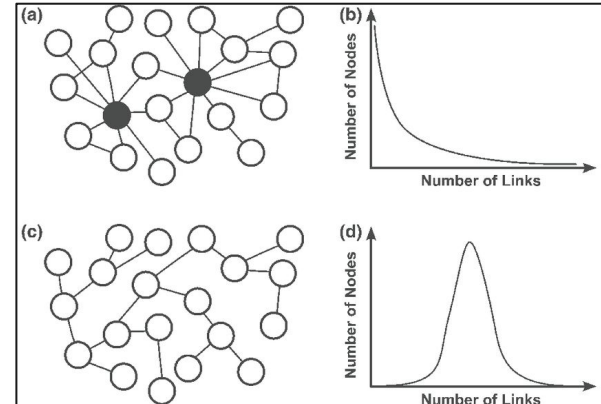 (a)
(b)
Number of Nodes
Number of Links
(c)
(d)
Number of Nodes
Number of Links